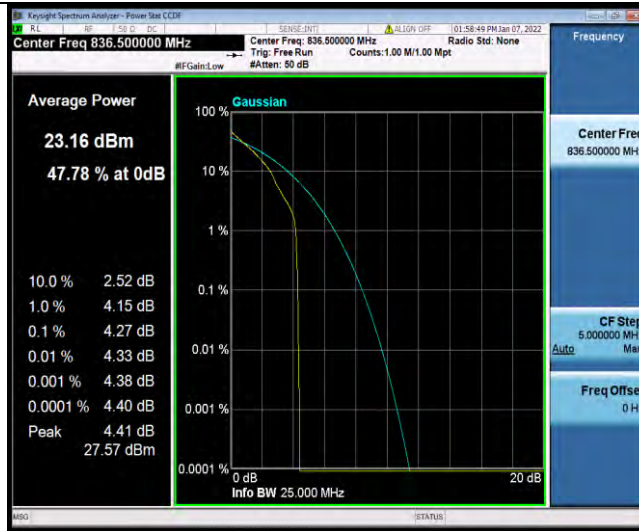 Keysight Spectrum Analyzer - Power Stat CCDF
RL RF 50 Ω DC SENSE:INT ALIGN OFF 01:58:49 PM Jan 07, 2022
Center Freq 836.500000 MHz
Center Freq: 836.500000 MHz Radio Std: None
Trig: Free Run Counts:1.00 M/1.00 Mpt
#IFGain:Low #Atten: 50 dB
Frequency
Average Power
23.16 dBm
47.78 % at 0dB
10.0 % 2.52 dB
1.0 % 4.15 dB
0.1 % 4.27 dB
0.01 % 4.33 dB
0.001 % 4.38 dB
0.0001 % 4.40 dB
Peak 4.41 dB
27.57 dBm
Gaussian
100 %
10 %
1 %
0.1 %
0.01 %
0.001 %
0.0001 %
0 dB 20 dB
Info BW 25.000 MHz
Center Fre
836.500000 MH
CF Step
5.000000 MH
Auto Ma
Freq Offse
0 H
MSG STATUS